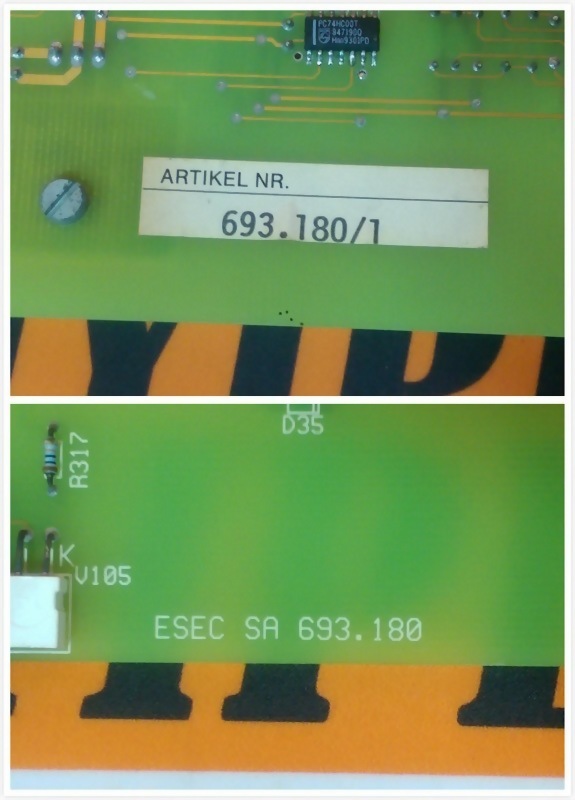 PC74HC00T
ARTIKEL NR.
693.180/1
D35
R317
K
V105
ESEC SA 693.180